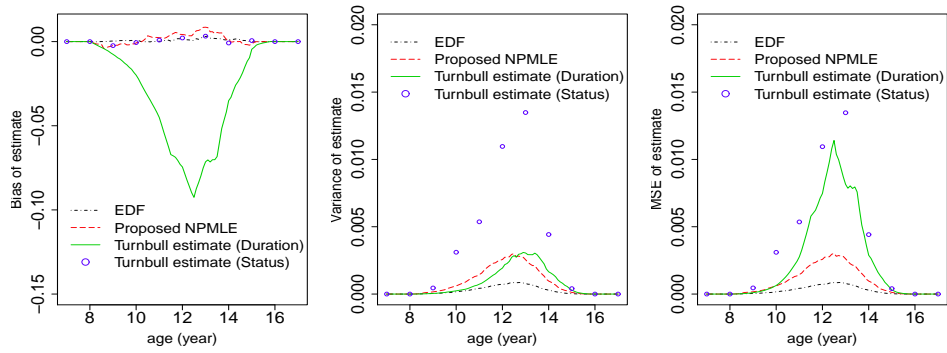 Bias of estimate
0.00
−0.05
−0.10
−0.15
EDF
Proposed NPMLE
Turnbull estimate (Duration)
Turnbull estimate (Status)
8 10 12 14 16
age (year)
Variance of estimate
0.020
0.015
0.010
0.005
0.000
EDF
Proposed NPMLE
Turnbull estimate (Duration)
Turnbull estimate (Status)
8 10 12 14 16
age (year)
MSE of estimate
0.020
0.015
0.010
0.005
0.000
EDF
Proposed NPMLE
Turnbull estimate (Duration)
Turnbull estimate (Status)
8 10 12 14 16
age (year)